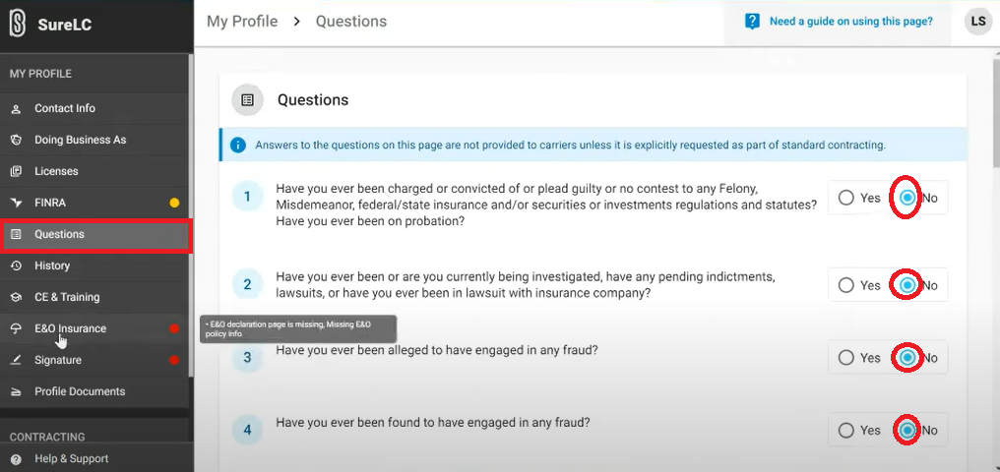 SureLC
My Profile > Questions
Need a guide on using this page?
LS
MY PROFILE
Contact Info
Doing Business As
Licenses
FINRA
Questions
History
CE & Training
E&O Insurance
Signature
Profile Documents
CONTRACTING
Help & Support
• E&O declaration page is missing, Missing E&O
policy Info
Questions
Answers to the questions on this page are not provided to carriers unless it is explicitly requested as part of standard contracting.
1
Have you ever been charged or convicted of or plead guilty or no contest to any Felony,
Misdemeanor, federal/state insurance and/or securities or investments regulations and statutes?
Have you ever been on probation?
Yes No
2
Have you ever been or are you currently being investigated, have any pending indictments,
lawsuits, or have you ever been in lawsuit with insurance company?
Yes No
3
Have you ever been alleged to have engaged in any fraud?
Yes No
4
Have you ever been found to have engaged in any fraud?
Yes No